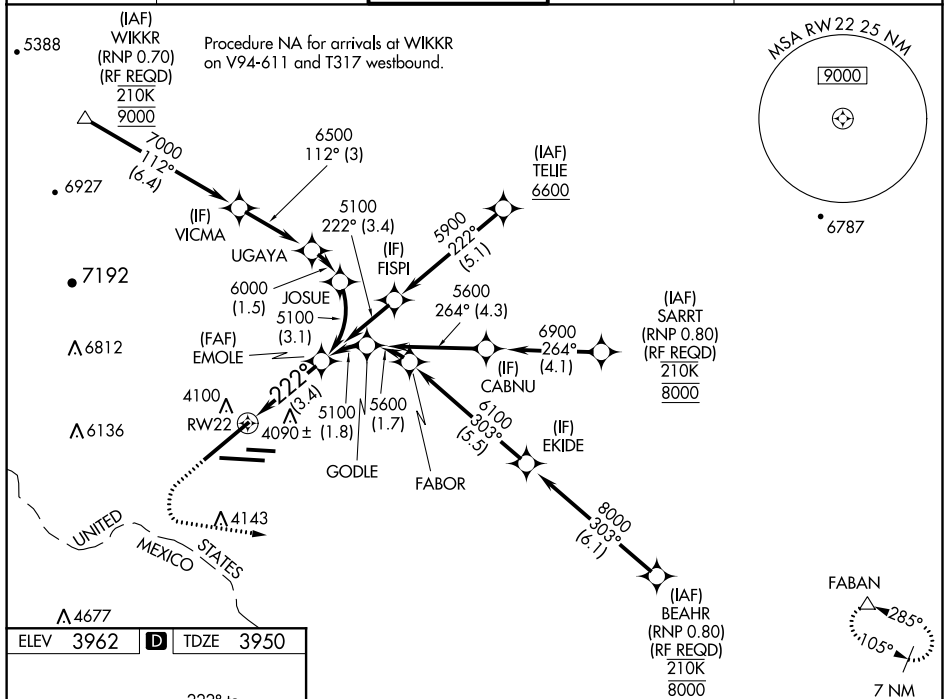 (IAF)
WIKKR
(RNP 0.70)
(RF REQD)
210K
9000
5388
Procedure NA for arrivals at WIKKR
on V94-611 and T317 westbound.
MSA RW 22 25 NM
9000
6787
7000
112°
(6.4)
6500
112° (3)
(IAF)
TELIE
6600
6927
(IF)
VICMA
UGAYA
5100
222° (3.4)
5900
222°
(5.1)
(IF)
FISPI
7192
6000
(1.5)
JOSUE
5100
(3.1)
5600
264° (4.3)
6900
264°
(4.1)
(IAF)
SARRT
(RNP 0.80)
(RF REQD)
210K
8000
6812
(FAF)
EMOLE
(IF)
CABNU
222°
(3.4)
4100
RW22
4090 ±
5100
(1.8)
5600
(1.7)
6100
303°
(5.5)
6136
(IF)
EKIDE
GODLE
FABOR
4143
8000
303°
(6.1)
UNITED
STATES
MEXICO
(IAF)
BEAHR
(RNP 0.80)
(RF REQD)
210K
8000
FABAN
285°
105°
7 NM
4677
ELEV 3962 D TDZE 3950
222° to